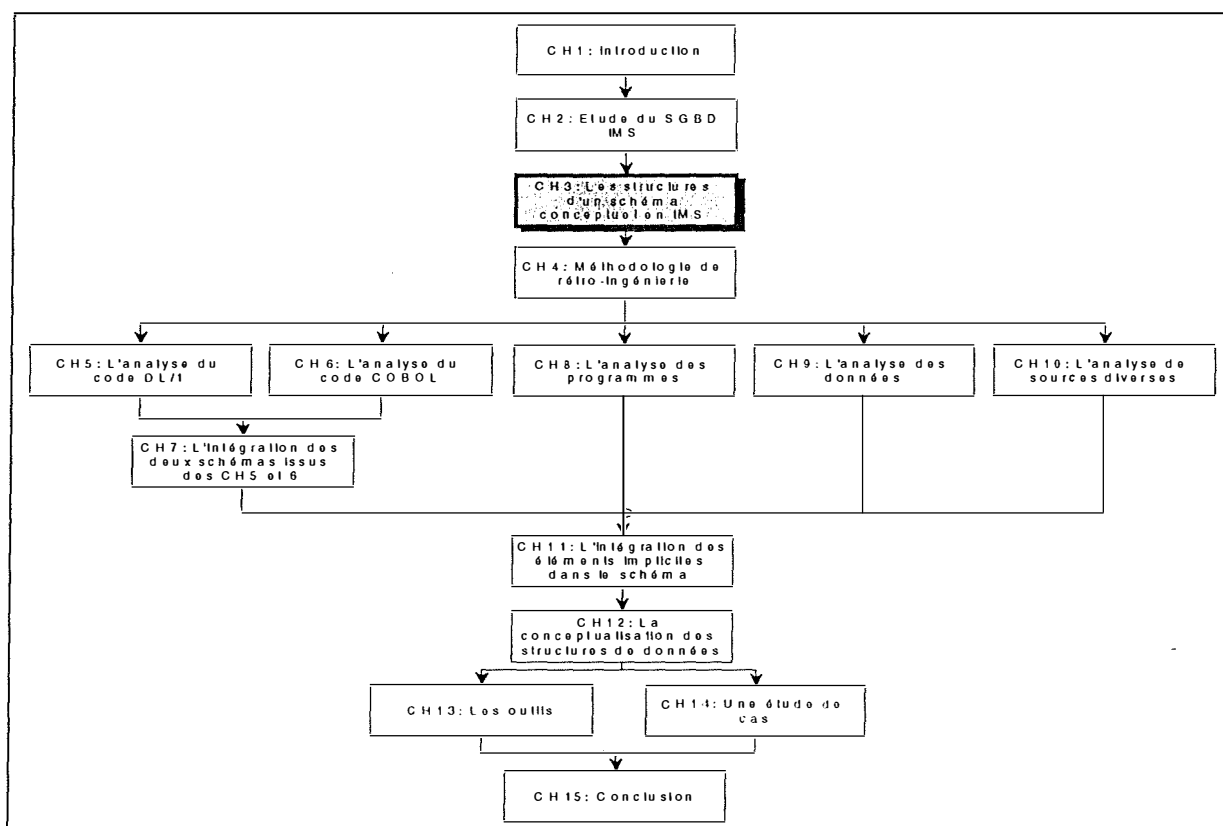 CH1: Introduction
CH2: Etude du SGBD
IMS
CH3: Les structures
d'un schéma
conceptuel en IMS
CH4: Méthodologie de
rétro-ingénierie
CH5: L'analyse du
code DL/1
CH6: L'analyse du
code COBOL
CH8: L'analyse des
programmes
CH9: L'analyse des
données
CH10: L'analyse de
sources diverses
CH7: L'intégration des
deux schémas issus
des CH5 et 6
CH11: L'intégration des
éléments implicites
dans le schéma
CH12: La
conceptualisation des
structures de données
CH13: Les outils
CH14: Une étude de
cas
CH15: Conclusion